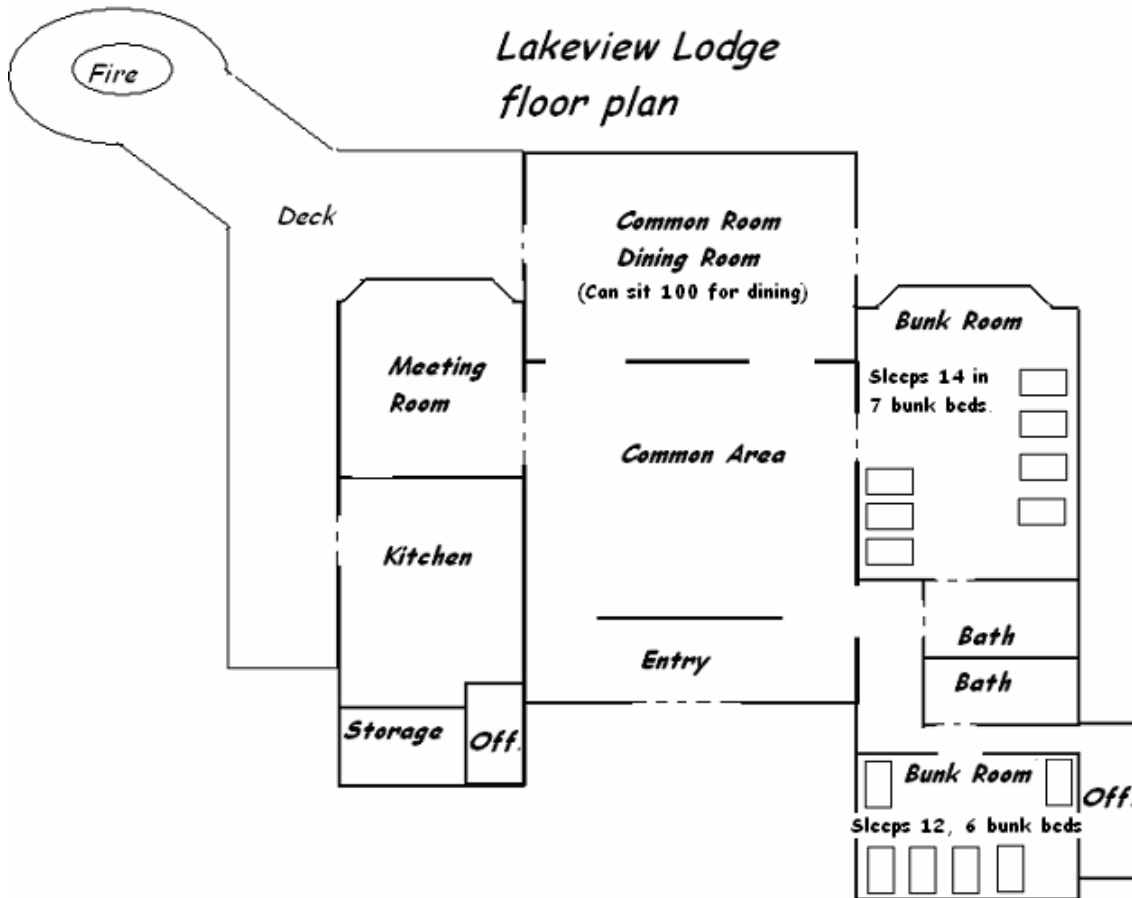 Lakeview Lodge
floor plan
Fire
Deck
Common Room
Dining Room
(Can sit 100 for dining)
Bunk Room
Sleeps 14 in
7 bunk beds.
Meeting
Room
Common Area
Kitchen
Entry
Bath
Bath
Storage
Off.
Bunk Room
Off.
Sleeps 12, 6 bunk beds